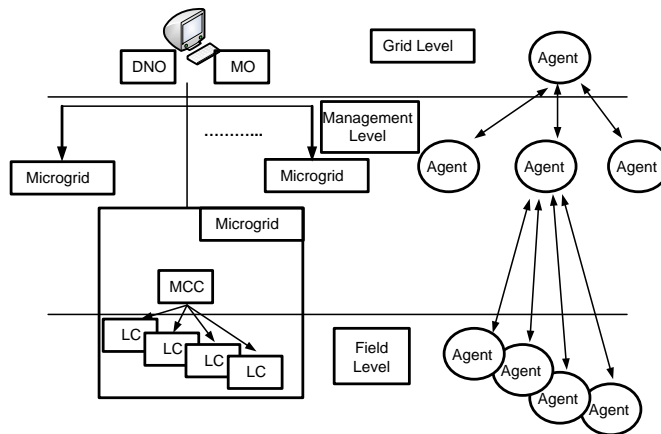 DNO
MO
Grid Level
Agent
Management
Level
............
Microgrid
Microgrid
Agent
Agent
Agent
Microgrid
MCC
LC
LC
LC
LC
Field
Level
Agent
Agent
Agent
Agent